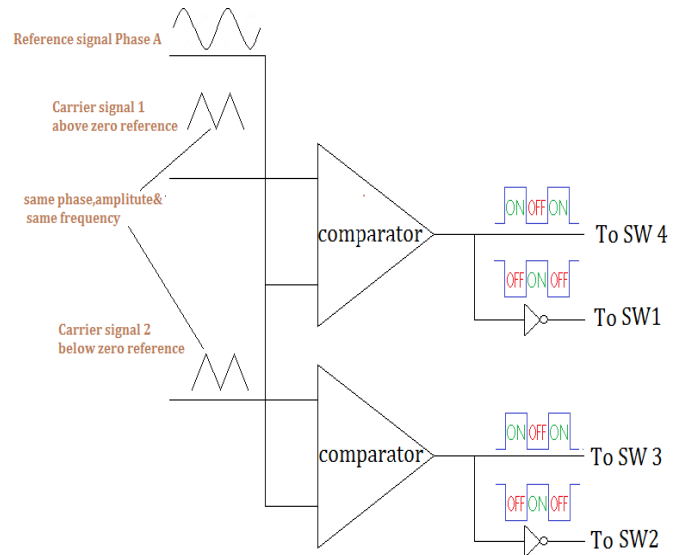 Reference signal Phase A
Carrier signal 1
above zero reference
same phase,amplitute&
same frequency
comparator
ON OFF ON
To SW 4
OFF ON OFF
To SW1
Carrier signal 2
below zero reference
comparator
ON OFF ON
To SW 3
OFF ON OFF
To SW2